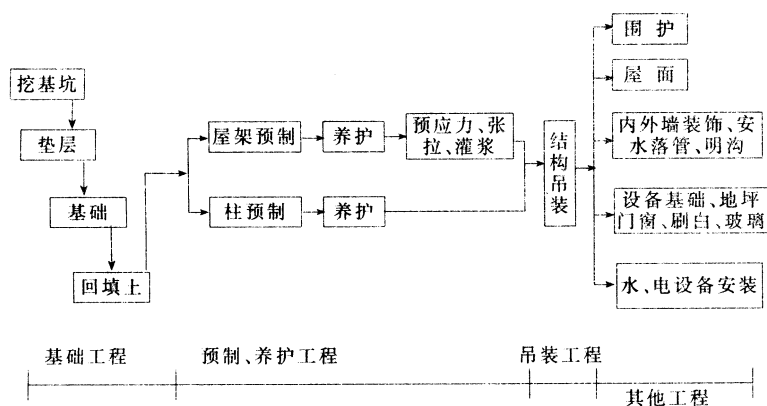 挖基坑
垫层
基础
回填上
屋架预制
养护
预应力、张
拉、灌浆
柱预制
养护
结构吊装
围护
屋面
内外墙装饰、安
水落管、明沟
设备基础、地坪
门窗、刷白、玻璃
水、电设备安装
基础工程
预制、养护工程
吊装工程
其他工程